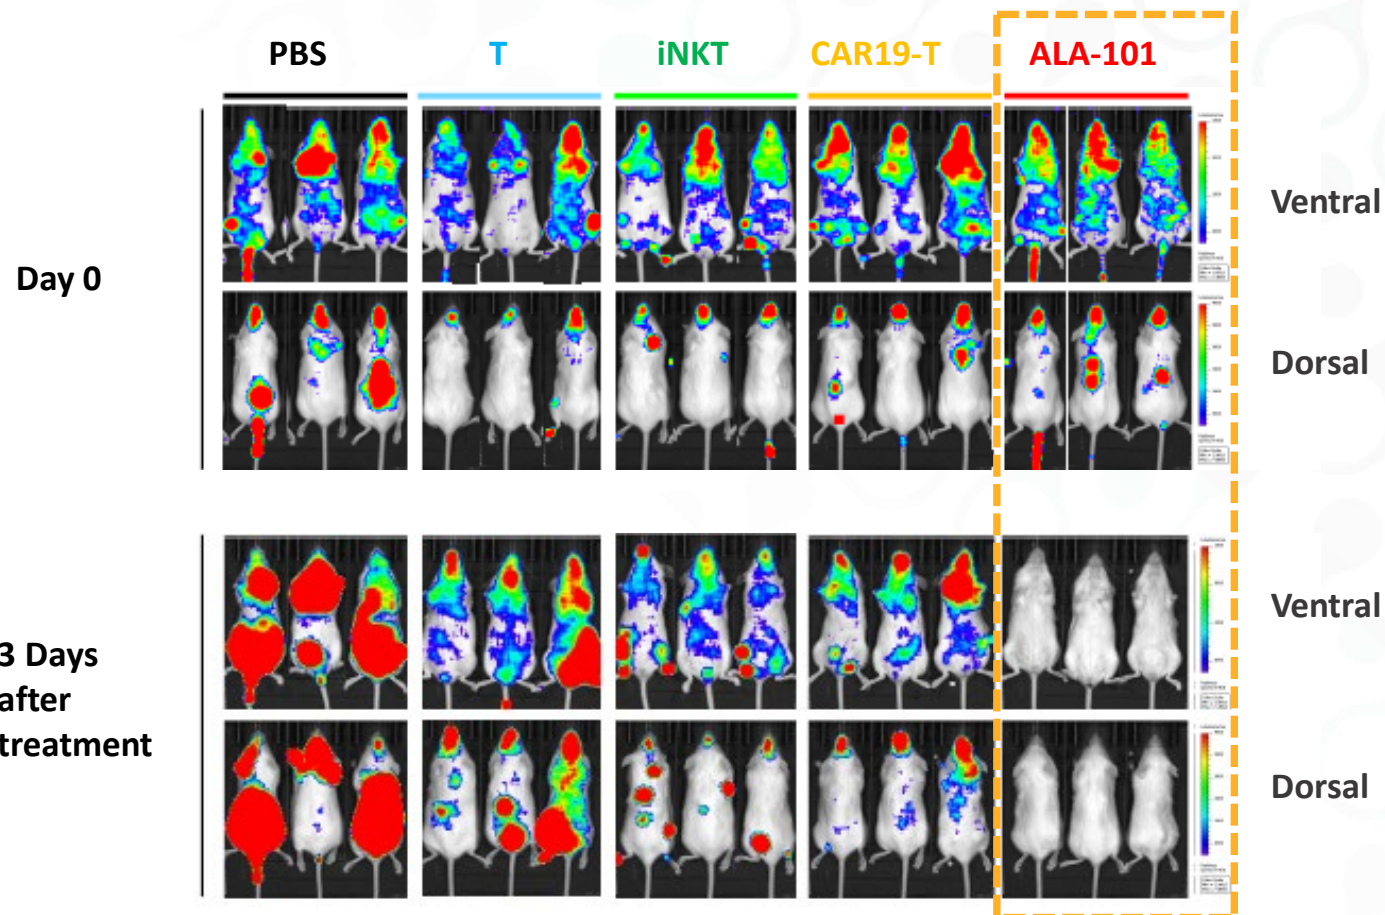 PBS T iNKT CAR19-T ALA-101
Ventral
Day 0
Dorsal
Ventral
3 Days
after
treatment
Dorsal